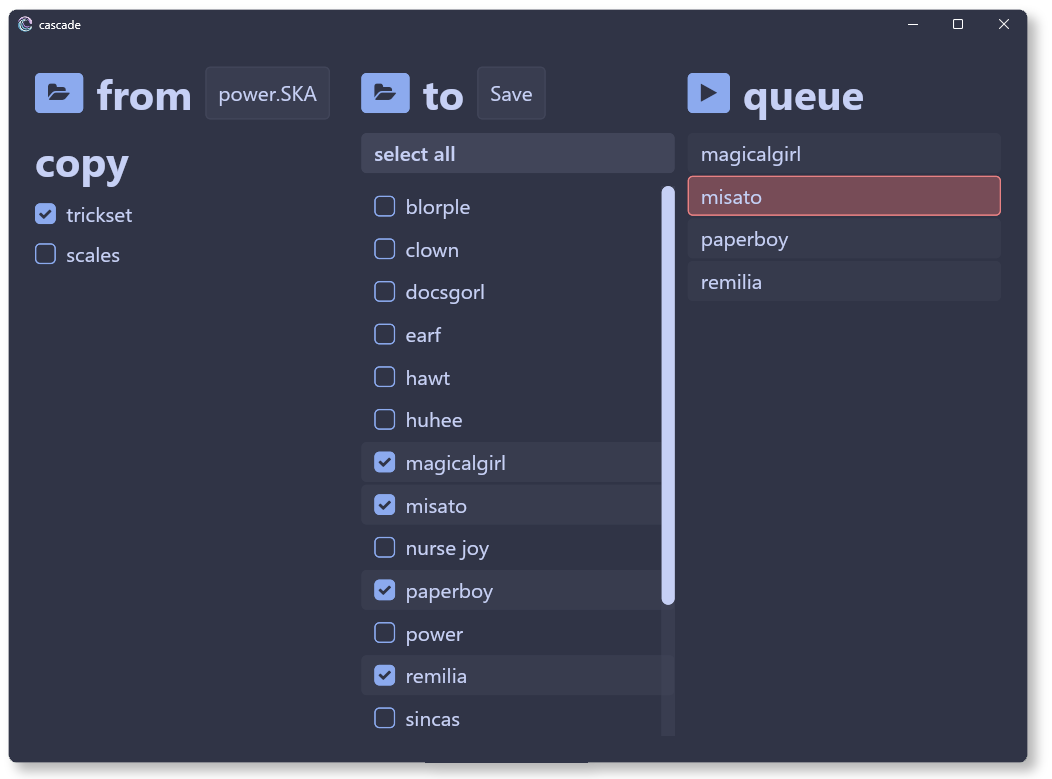 cascade
from power.SKA
copy
trickset
scales
to Save
select all
blorple
clown
docsgorl
earf
hawt
huhee
magicalgirl
misato
nurse joy
paperboy
power
remilia
sincas
queue
magicalgirl
misato
paperboy
remilia